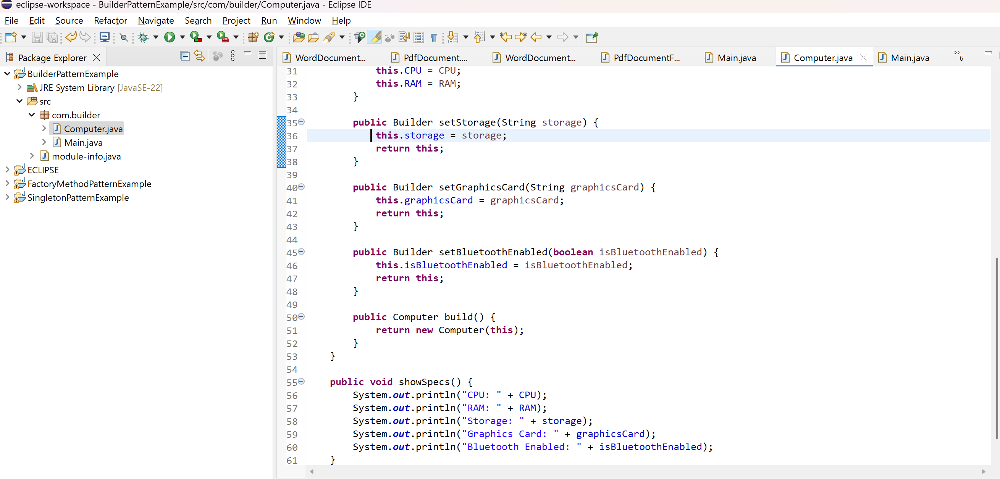 eclipse-workspace - BuilderPatternExample/src/com/builder/Computer.java - Eclipse IDE
File Edit Source Refactor Navigate Search Project Run Window Help
Package Explorer
WordDocument... PdfDocument.... WordDocument... PdfDocumentF... Main.java Computer.java Main.java »6
BuilderPatternExample
JRE System Library [JavaSE-22]
src
com.builder
Computer.java
Main.java
module-info.java
ECLIPSE
FactoryMethodPatternExample
SingletonPatternExample
31 this.CPU = CPU;
32 this.RAM = RAM;
33 }
34
35 public Builder setStorage(String storage) {
36 this.storage = storage;
37 return this;
38 }
39
40 public Builder setGraphicsCard(String graphicsCard) {
41 this.graphicsCard = graphicsCard;
42 return this;
43 }
44
45 public Builder setBluetoothEnabled(boolean isBluetoothEnabled) {
46 this.isBluetoothEnabled = isBluetoothEnabled;
47 return this;
48 }
49
50 public Computer build() {
51 return new Computer(this);
52 }
53 }
54
55 public void showSpecs() {
56 System.out.println("CPU: " + CPU);
57 System.out.println("RAM: " + RAM);
58 System.out.println("Storage: " + storage);
59 System.out.println("Graphics Card: " + graphicsCard);
60 System.out.println("Bluetooth Enabled: " + isBluetoothEnabled);
61 }